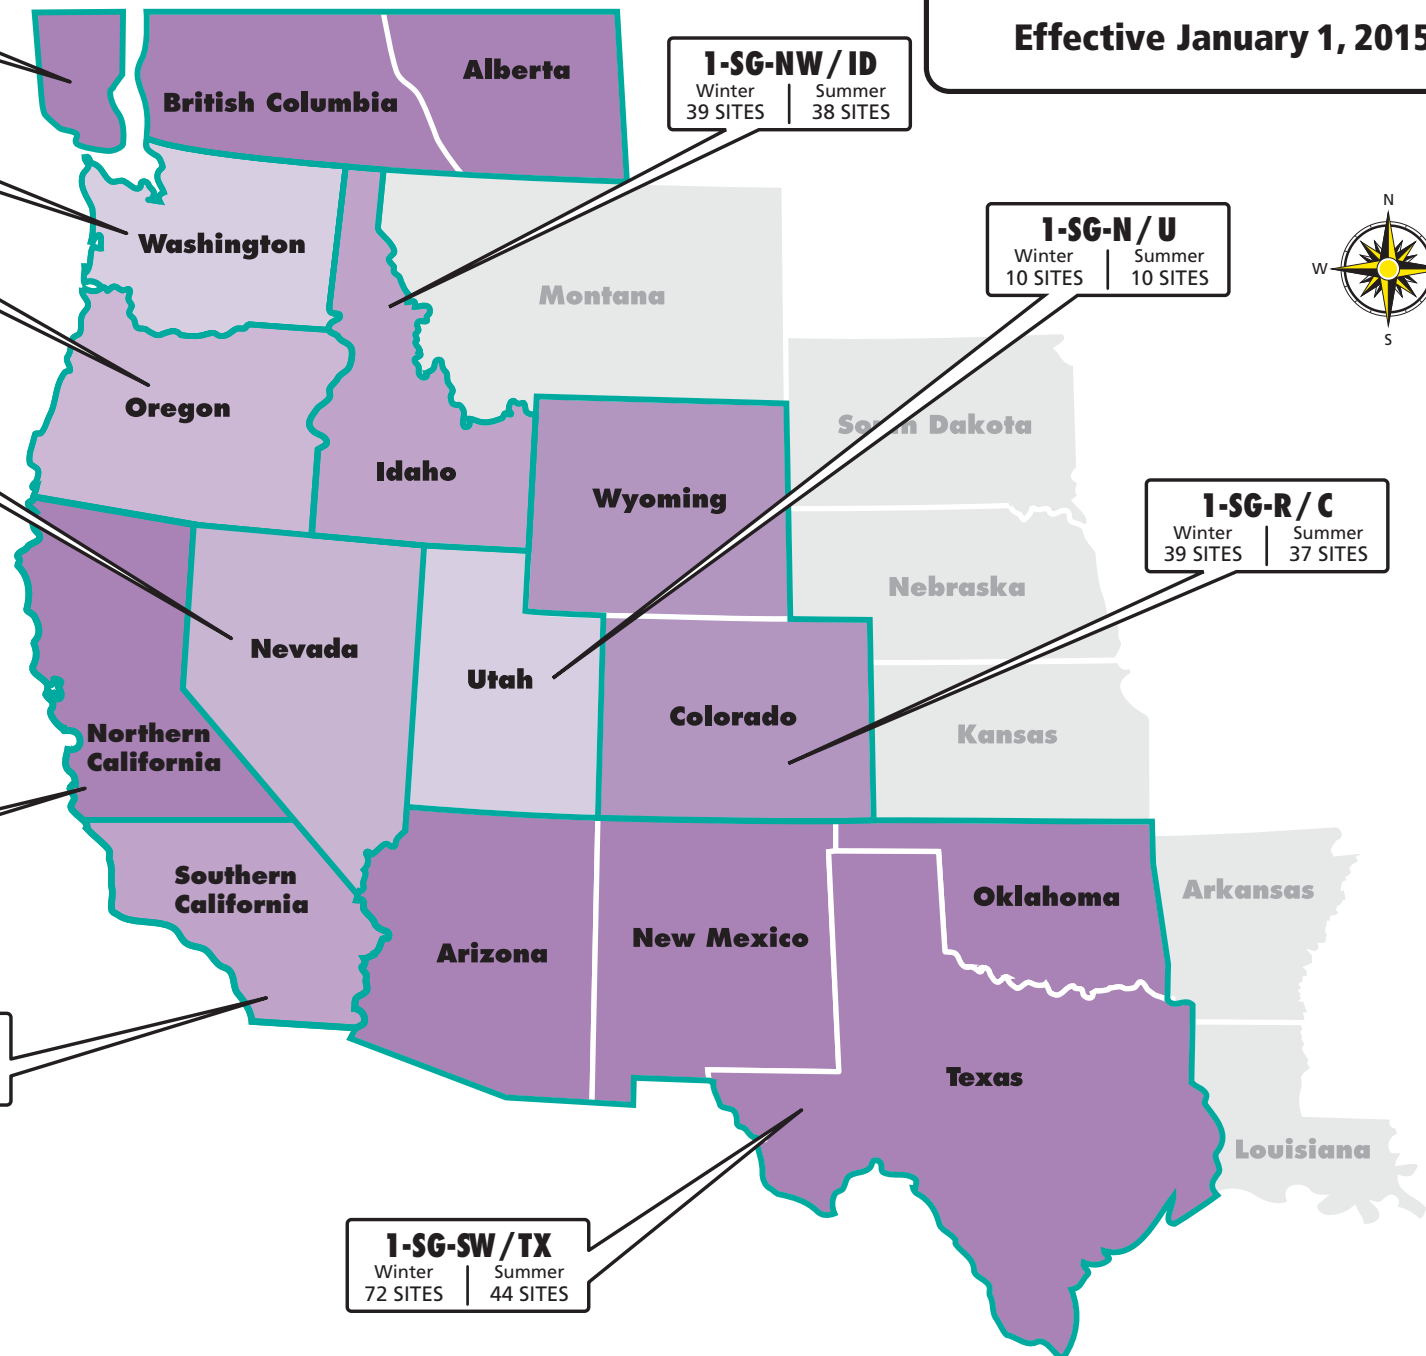 Effective January 1, 2015
1-SG-NW / ID
Winter Summer
39 SITES 38 SITES
Alberta
British Columbia
Washington
Montana
1-SG-N / U
Winter Summer
10 SITES 10 SITES
N
W
S
Oregon
Idaho
South Dakota
Wyoming
1-SG-R / C
Winter Summer
39 SITES 37 SITES
Nebraska
Nevada
Utah
Colorado
Kansas
Northern
California
Southern
California
Arizona
New Mexico
Oklahoma
Arkansas
Texas
Louisiana
1-SG-SW / TX
Winter Summer
72 SITES 44 SITES